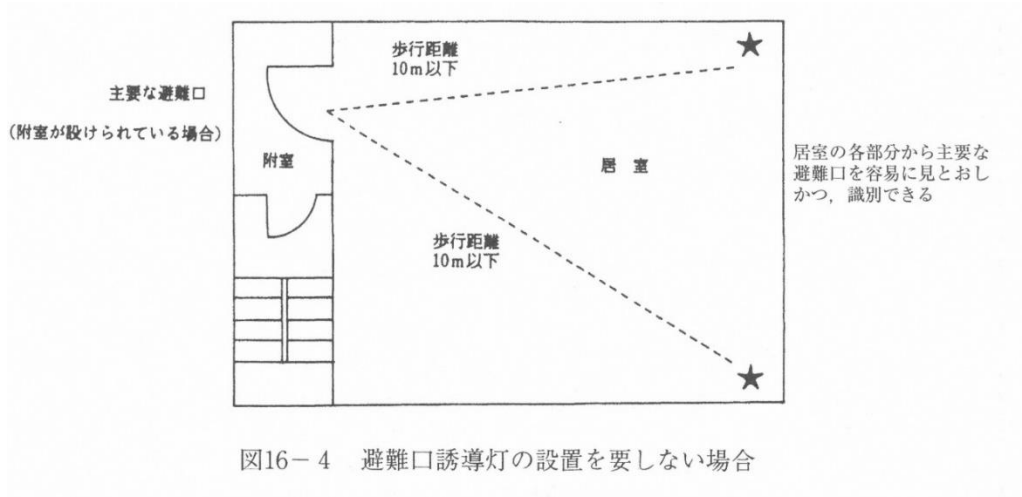 歩行距離
10m以下
主要な避難口
(附室が設けられている場合)
附室
居 室
居室の各部分から主要な
避難口を容易に見とおし
かつ,識別できる
歩行距離
10m以下
図16-4 避難口誘導灯の設置を要しない場合